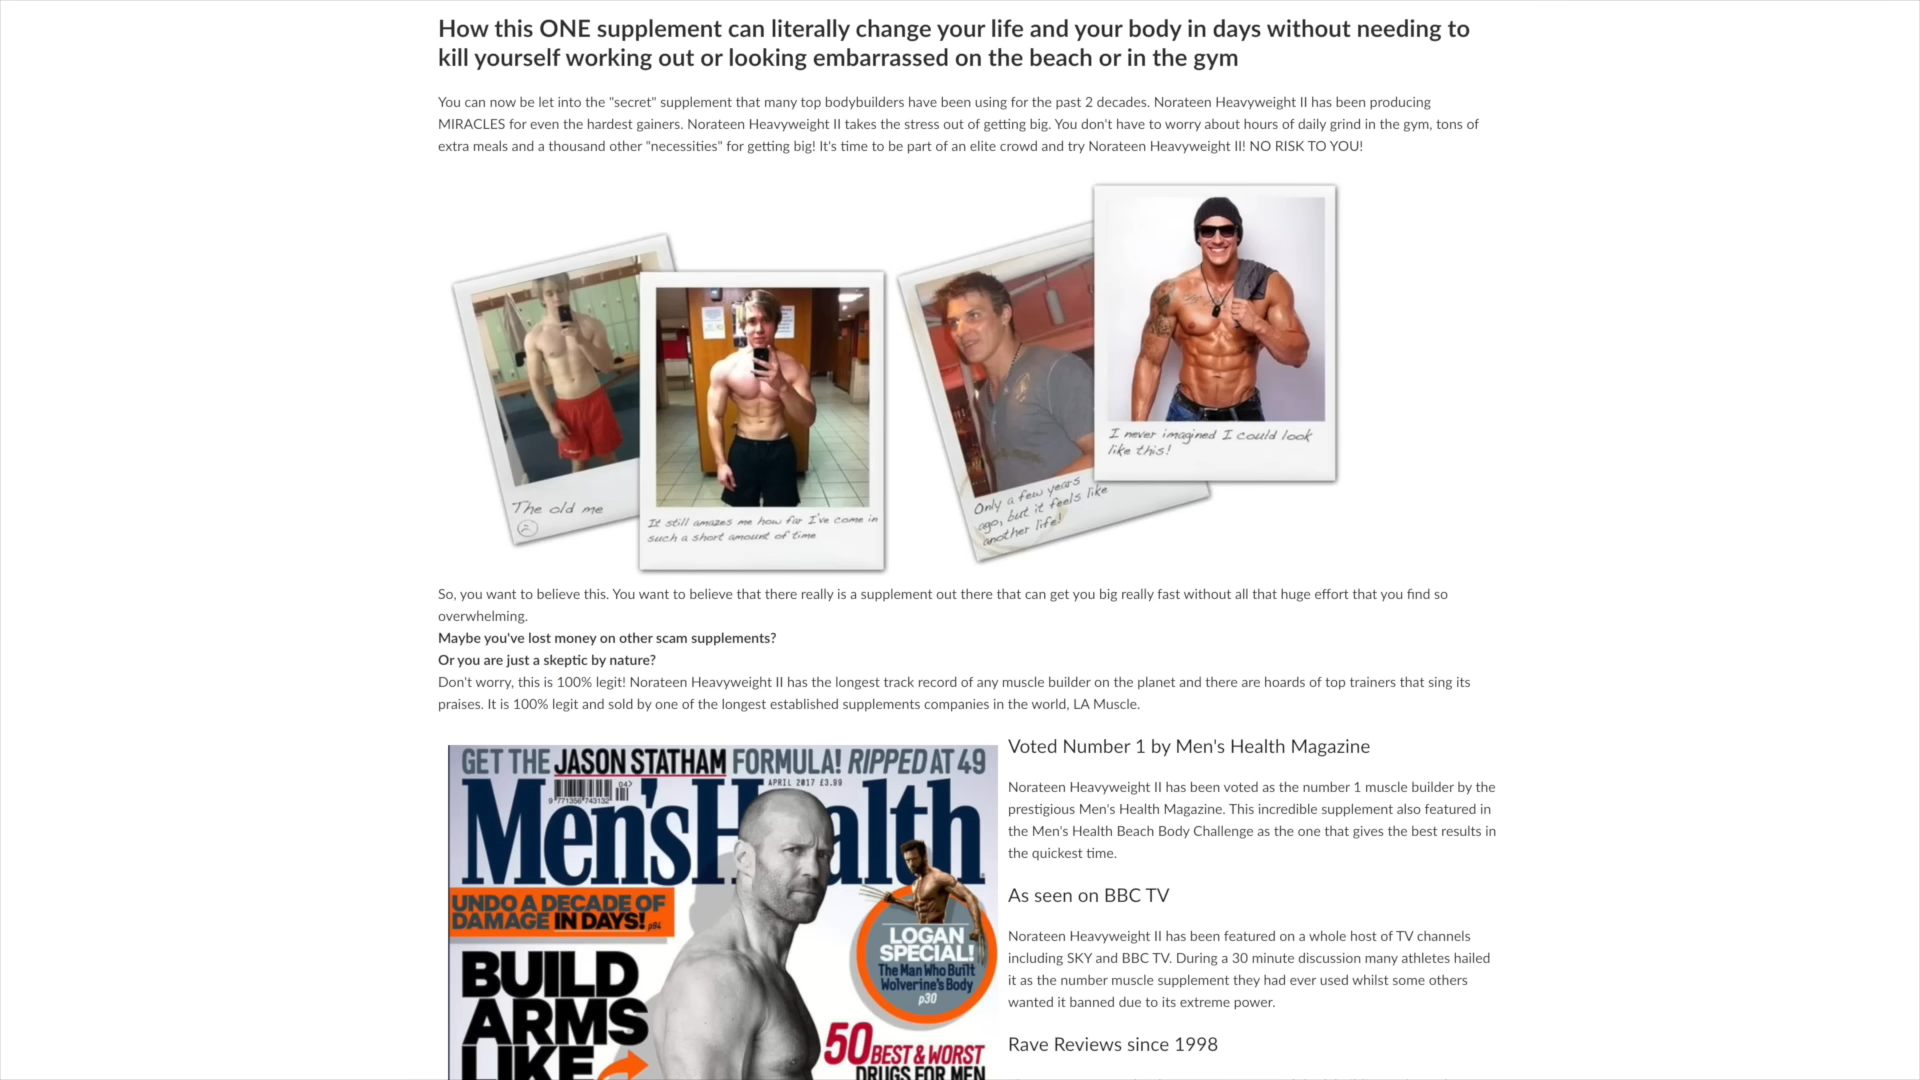 How this ONE supplement can literally change your life and your body in days without needing to
kill yourself working out or looking embarrassed on the beach or in the gym
You can now be let into the "secret" supplement that many top bodybuilders have been using for the past 2 decades. Norateen Heavyweight II has been producing
MIRACLES for even the hardest gainers. Norateen Heavyweight II takes the stress out of getting big. You don't have to worry about hours of daily grind in the gym, tons of
extra meals and a thousand other "necessities" for getting big! It's time to be part of an elite crowd and try Norateen Heavyweight II! NO RISK TO YOU!
The old me
It still amazes me how far I've come in
such a short amount of time
Only a few years
ago, but it feels like
another life!
I never imagined I could look
like this!
So, you want to believe this. You want to believe that there really is a supplement out there that can get you big really fast without all that huge effort that you find so
overwhelming.
Maybe you've lost money on other scam supplements?
Or you are just a skeptic by nature?
Don't worry, this is 100% legit! Norateen Heavyweight II has the longest track record of any muscle builder on the planet and there are hoards of top trainers that sing its
praises. It is 100% legit and sold by one of the longest established supplements companies in the world, LA Muscle.
GET THE JASON STATHAM FORMULA! RIPPED AT 49
APRIL 2017 £3.99
04>
9 771356 743132
Men'sHealth
UNDO A DECADE OF
DAMAGE IN DAYS! p94
LOGAN
SPECIAL!
The Man Who Built
Wolverine's Body
p30
BUILD
ARMS
LIKE
50 BEST & WORST
DRUGS FOR MEN
Voted Number 1 by Men's Health Magazine
Norateen Heavyweight II has been voted as the number 1 muscle builder by the
prestigious Men's Health Magazine. This incredible supplement also featured in
the Men's Health Beach Body Challenge as the one that gives the best results in
the quickest time.
As seen on BBC TV
Norateen Heavyweight II has been featured on a whole host of TV channels
including SKY and BBC TV. During a 30 minute discussion many athletes hailed
it as the number muscle supplement they had ever used whilst some others
wanted it banned due to its extreme power.
Rave Reviews since 1998